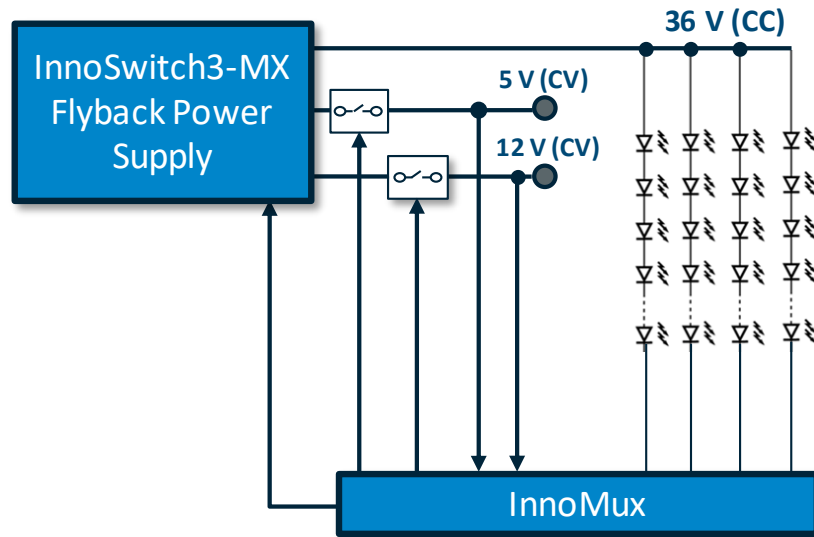 36 V (CC)
InnoSwitch3-MX
Flyback Power
Supply
5 V (CV)
12 V (CV)
InnoMux